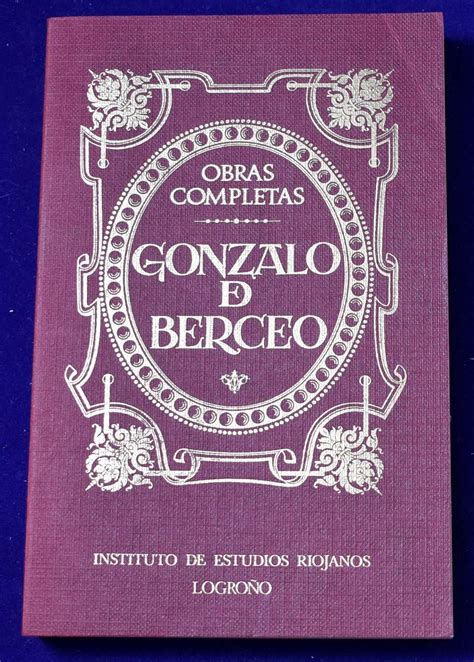 OBRAS
COMPLETAS
GONZALO
DE
BERCEO
INSTITUTO DE ESTUDIOS RIOJANOS
LOGROÑO